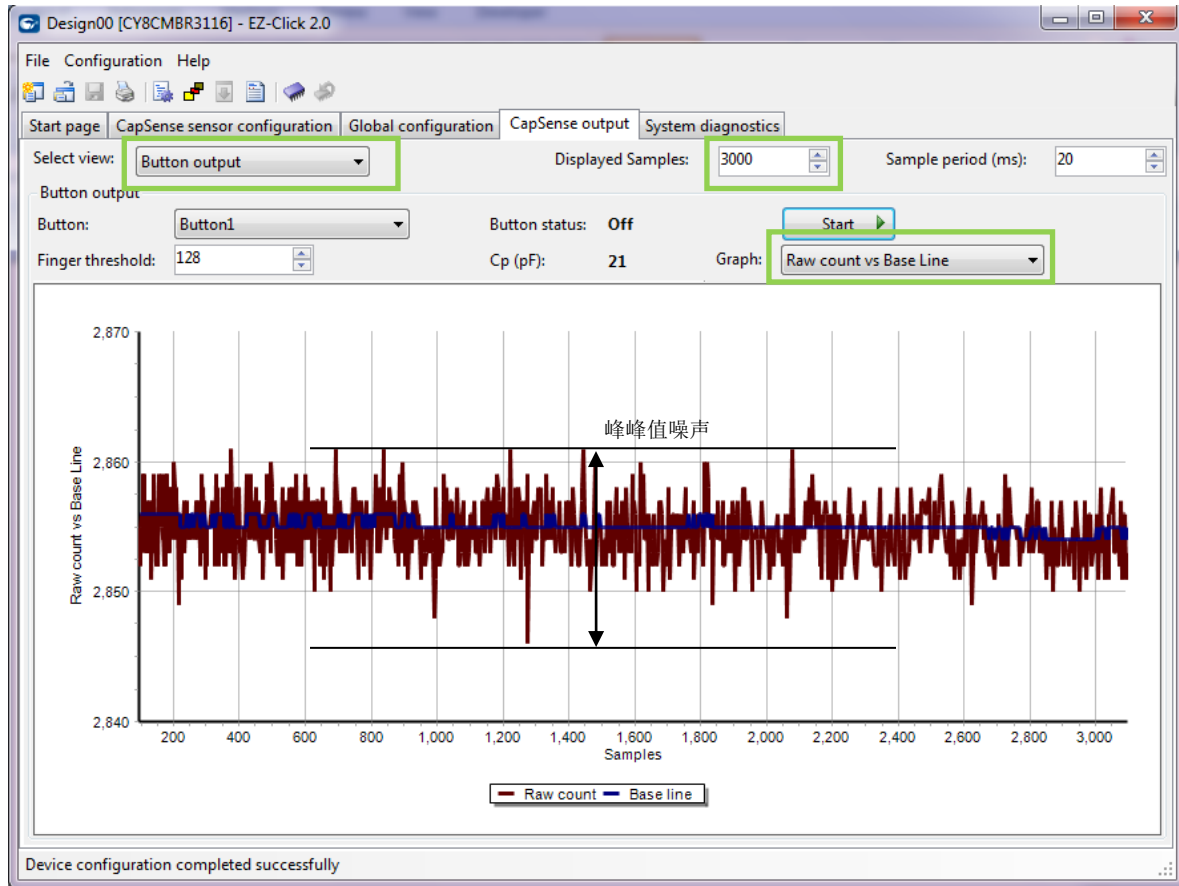 Design00 [CY8CMBR3116] - EZ-Click 2.0
File Configuration Help
Start page CapSense sensor configuration Global configuration CapSense output System diagnostics
Select view: Button output Displayed Samples: 3000 Sample period (ms): 20
Button output
Button: Button1 Button status: Off Start
Finger threshold: 128 Cp (pF): 21 Graph: Raw count vs Base Line
2,870
峰峰值噪声
2,860
Raw count vs Base Line
2,850
2,840
200 400 600 800 1,000 1,200 1,400 1,600 1,800 2,000 2,200 2,400 2,600 2,800 3,000
Samples
Raw count Base line
Device configuration completed successfully